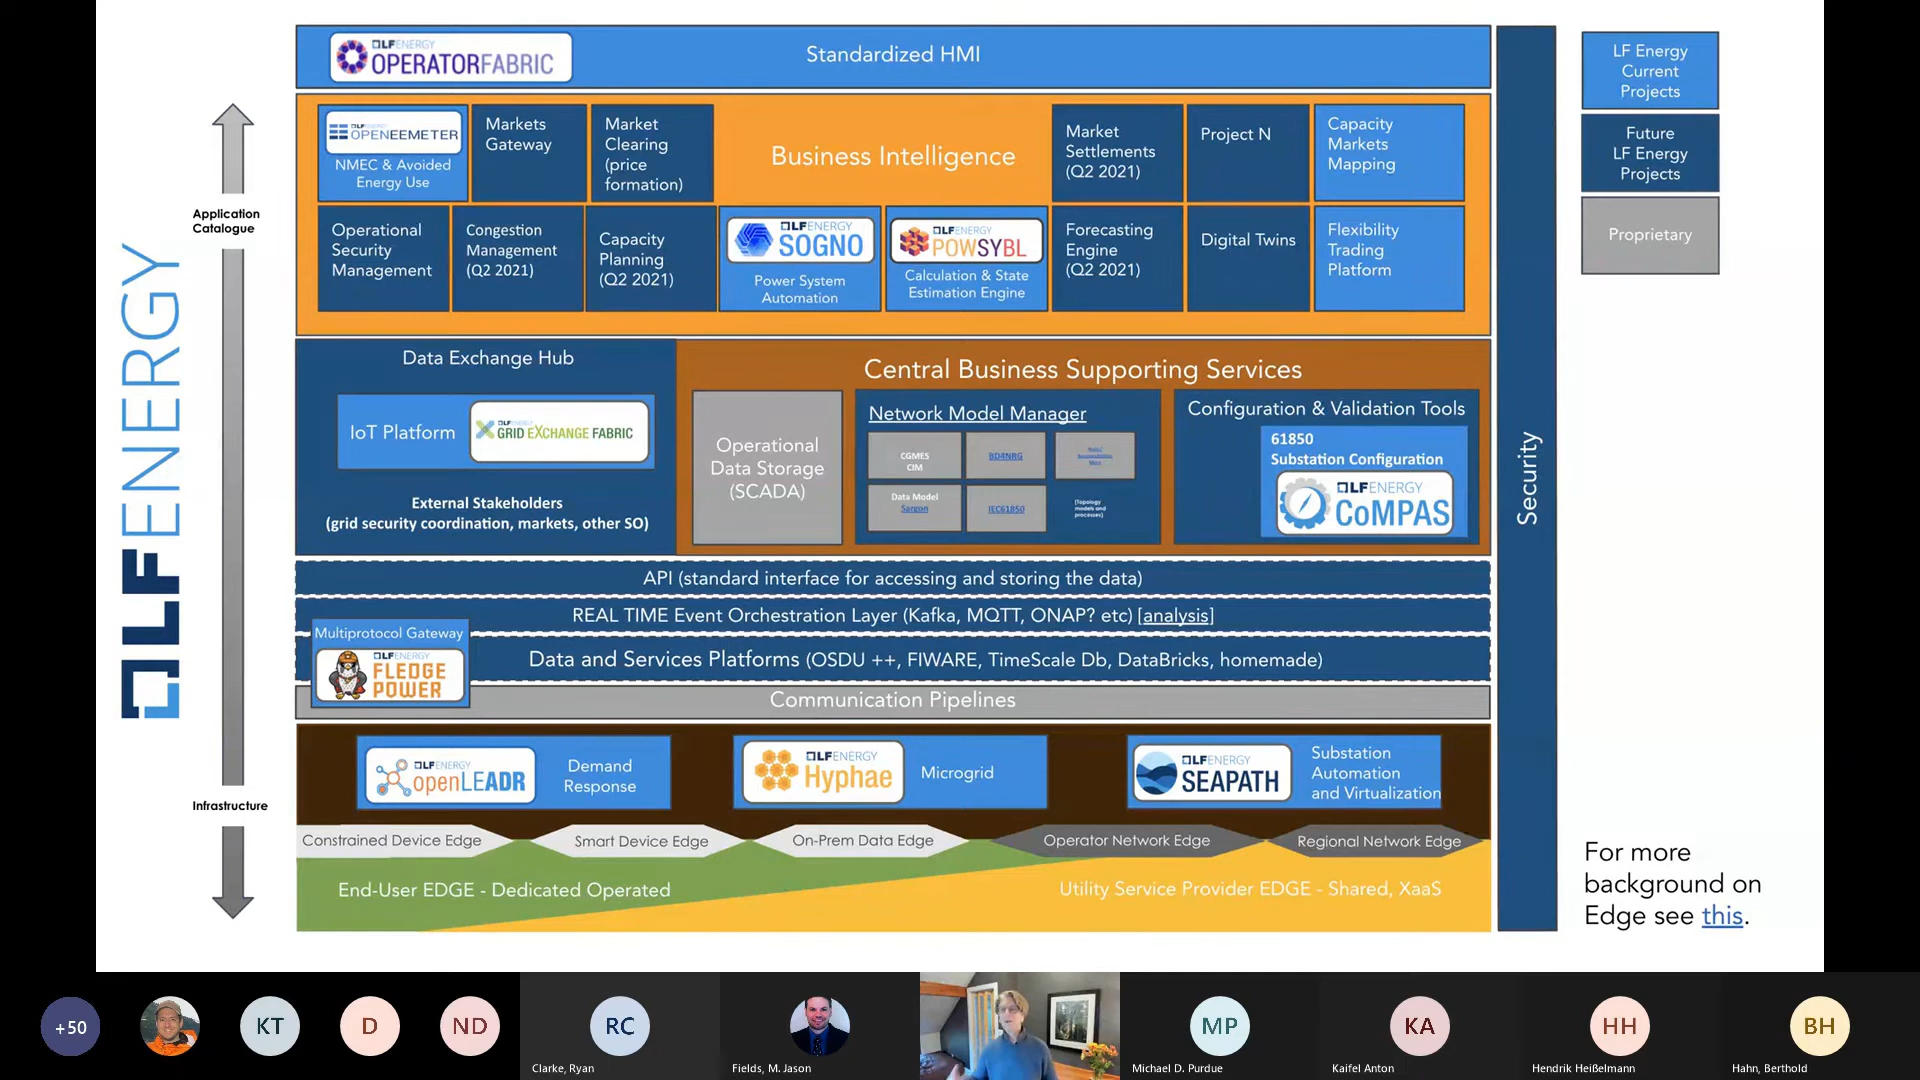 LFENERGY
OPERATORFABRIC
Standardized HMI
LF Energy
Current
Projects
Future
LF Energy
Projects
Proprietary
LFENERGY
Application
Catalogue
Infrastructure
LF
OPENEEMETER
NMEC & Avoided
Energy Use
Markets
Gateway
Market
Clearing
(price
formation)
Business Intelligence
Market
Settlements
(Q2 2021)
Project N
Capacity
Markets
Mapping
Operational
Security
Management
Congestion
Management
(Q2 2021)
Capacity
Planning
(Q2 2021)
LFENERGY
SOGNO
Power System
Automation
LFENERGY
POWSYBL
Calculation & State
Estimation Engine
Forecasting
Engine
(Q2 2021)
Digital Twins
Flexibility
Trading
Platform
Data Exchange Hub
IoT Platform
LFENERGY
GRID EXCHANGE FABRIC
External Stakeholders
(grid security coordination, markets, other SO)
Central Business Supporting Services
Operational
Data Storage
(SCADA)
Network Model Manager
CGMES
CIM
BD4NRG
Data Model
Sargon
IEC61850
(Topology
models and
processes)
Configuration & Validation Tools
61850
Substation Configuration
LFENERGY
CoMPAS
Security
API (standard interface for accessing and storing the data)
REAL TIME Event Orchestration Layer (Kafka, MQTT, ONAP? etc) [analysis]
Multiprotocol Gateway
LFENERGY
FLEDGE
POWER
Data and Services Platforms (OSDU ++, FIWARE, TimeScale Db, DataBricks, homemade)
Communication Pipelines
LFENERGY
openLEADR
Demand
Response
LFENERGY
Hyphae
Microgrid
LFENERGY
SEAPATH
Substation
Automation
and Virtualization
Constrained Device Edge
Smart Device Edge
On-Prem Data Edge
Operator Network Edge
Regional Network Edge
End-User EDGE - Dedicated Operated
Utility Service Provider EDGE - Shared, XaaS
For more
background on
Edge see this.
+50
KT
D
ND
RC
Clarke, Ryan
Fields, M. Jason
MP
Michael D. Purdue
KA
Kaifel Anton
HH
Hendrik Heißelmann
BH
Hahn, Berthold